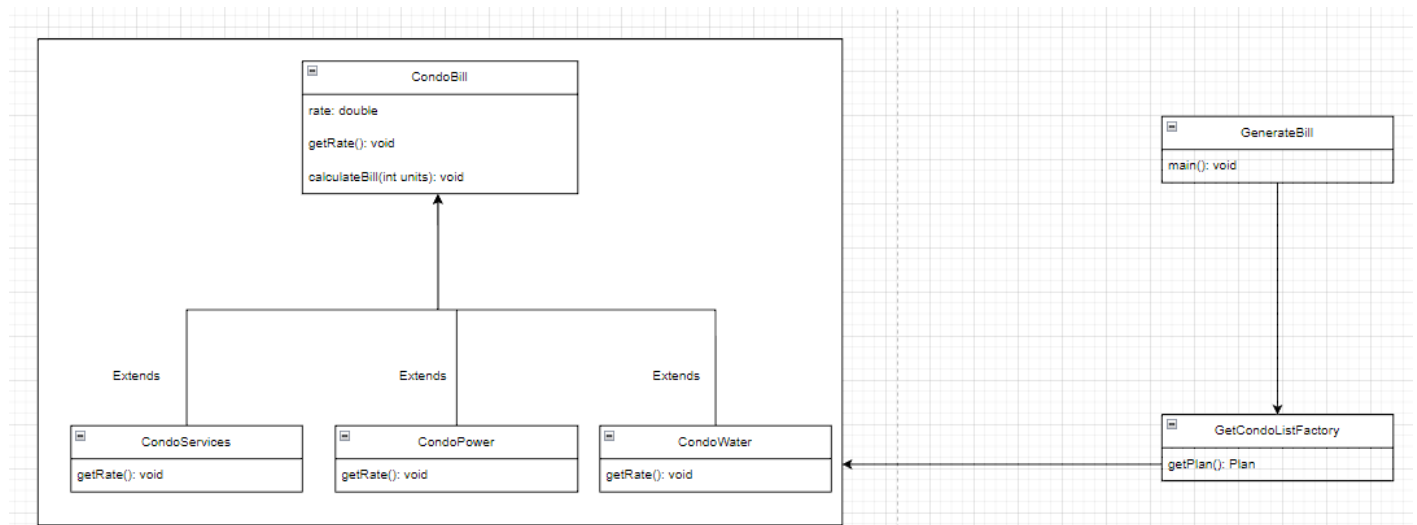 CondoBill
rate: double
getRate(): void
calculateBill(int units): void
GenerateBill
main(): void
Extends
Extends
Extends
CondoServices
getRate(): void
CondoPower
getRate(): void
CondoWater
getRate(): void
GetCondoListFactory
getPlan(): Plan